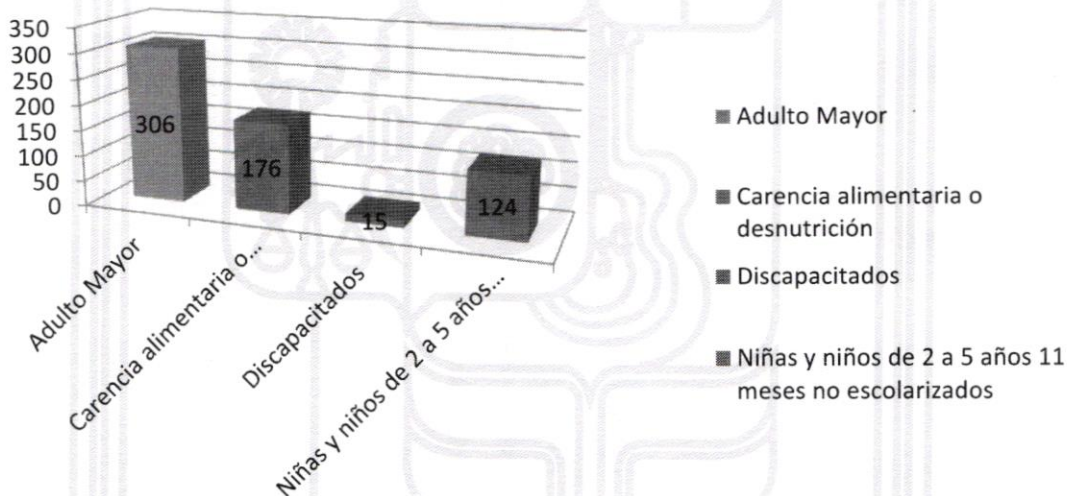 350
300
250
200
150
100
50
0
306
176
15
124
Adulto Mayor
Carencia alimentaria o...
Discapacitados
Niñas y niños de 2 a 5 años...
Adulto Mayor
Carencia alimentaria o
desnutrición
Discapacitados
Niñas y niños de 2 a 5 años 11
meses no escolarizados